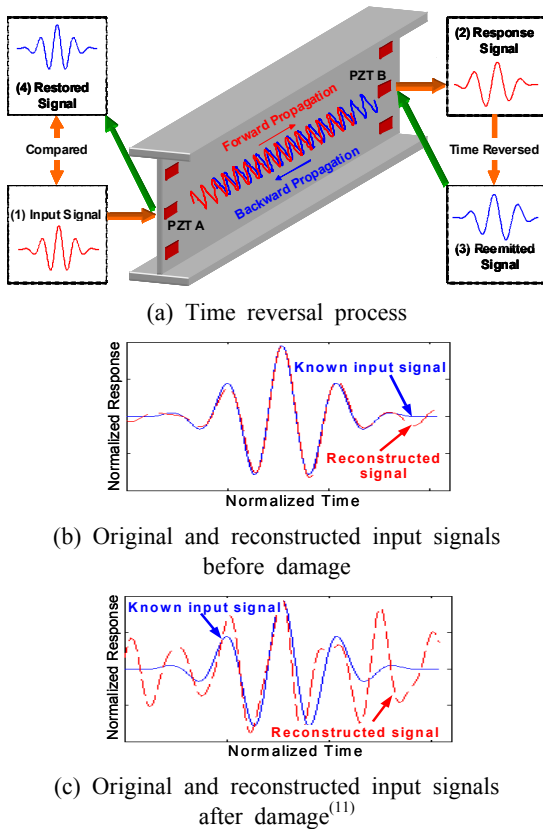 (4) Restored
Signal
Compared
(1) Input Signal
PZT A
Forward Propagation
Backward Propagation
PZT B
(2) Response
Signal
Time Reversed
(3) Reemitted
Signal
(a) Time reversal process
Normalized Response
Known input signal
Reconstructed
signal
Normalized Time
(b) Original and reconstructed input signals
before damage
Normalized Response
Known input signal
Reconstructed signal
Normalized Time
(c) Original and reconstructed input signals
after damage(11)